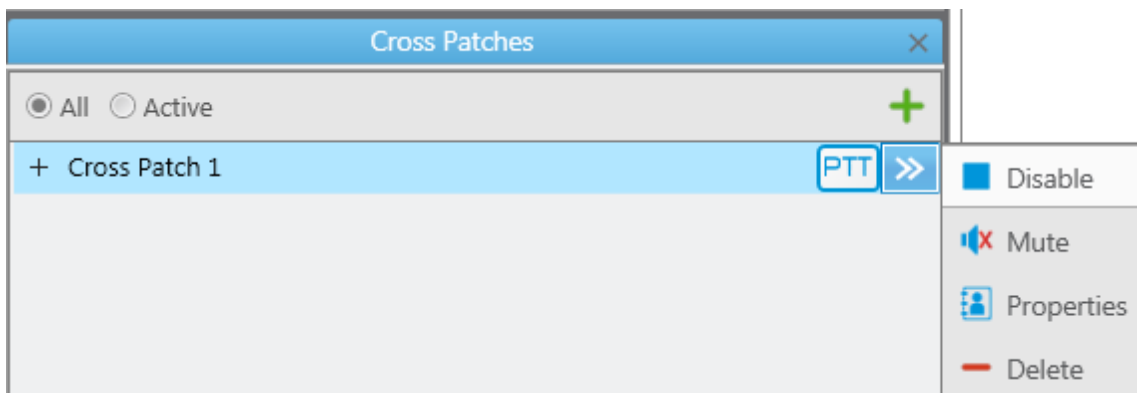 Cross Patches
All Active
Cross Patch 1 PTT
Disable
Mute
Properties
Delete